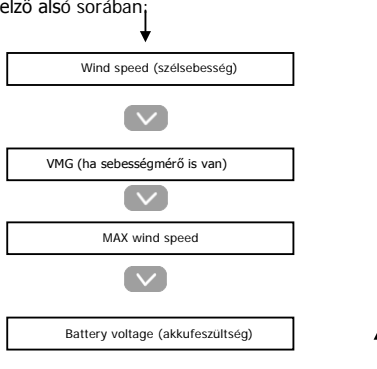 elző alsó sorában:
Wind speed (szélsebesség)
VMG (ha sebességmérő is van)
MAX wind speed
Battery voltage (akkufeszültség)